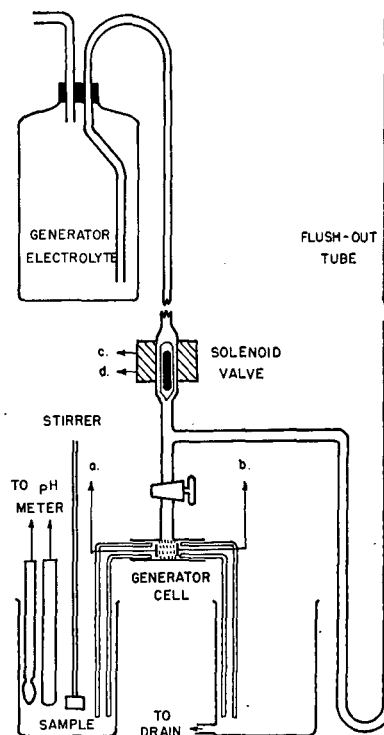 GENERATOR
ELECTROLYTE
FLUSH-OUT
TUBE
c.
d.
SOLENOID
VALVE
STIRRER
a.
b.
TO pH
METER
GENERATOR
CELL
SAMPLE
TO
DRAIN